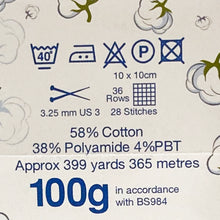 40°
P
10 x 10cm
36
Rows
3.25 mm US 3
28 Stitches
58% Cotton
38% Polyamide 4%PBT
Approx 399 yards 365 metres
100g in accordance
with BS984